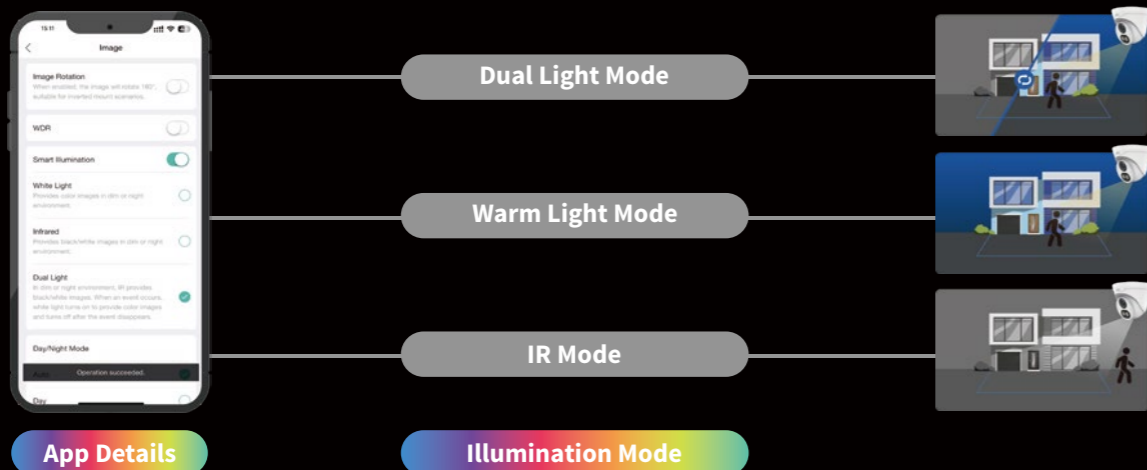 15:11
Image
Image Rotation
When enabled, the image will rotate 180°,
suitable for inverted mount scenarios.
WDR
Smart Illumination
White Light
Provides color images in dim or night
environment.
Infrared
Provides black/white images in dim or night
environment.
Dual Light
In dim or night environment, IR provides
black/white images. When an event occurs,
white light turns on to provide color images
and turns off after the event disappears.
Day/Night Mode
Auto
Operation succeeded.
Day
Dual Light Mode
Warm Light Mode
IR Mode
App Details
Illumination Mode